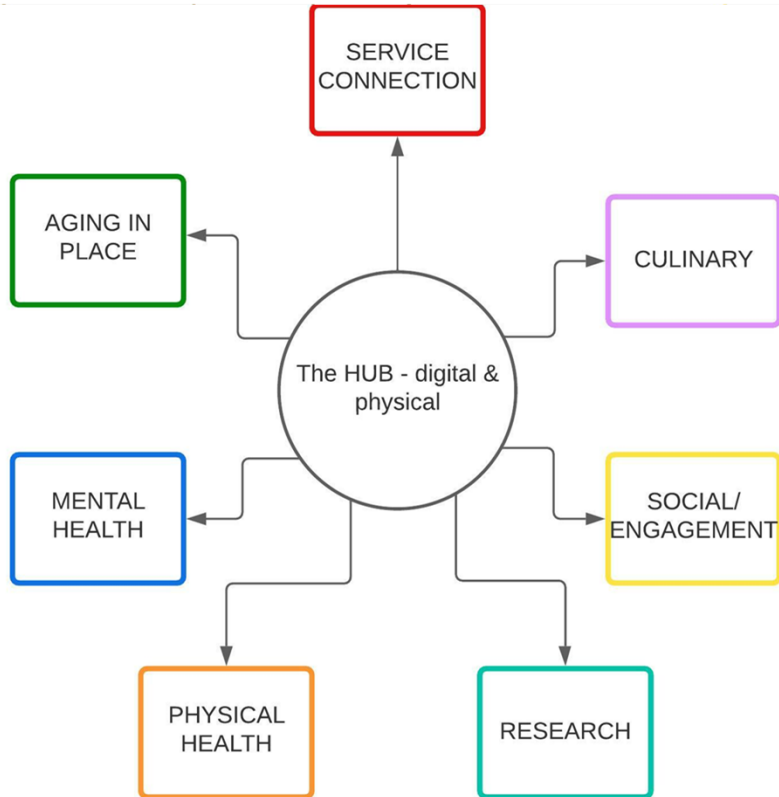 SERVICE
CONNECTION
AGING IN
PLACE
CULINARY
The HUB - digital &
physical
MENTAL
HEALTH
SOCIAL/
ENGAGEMENT
PHYSICAL
HEALTH
RESEARCH